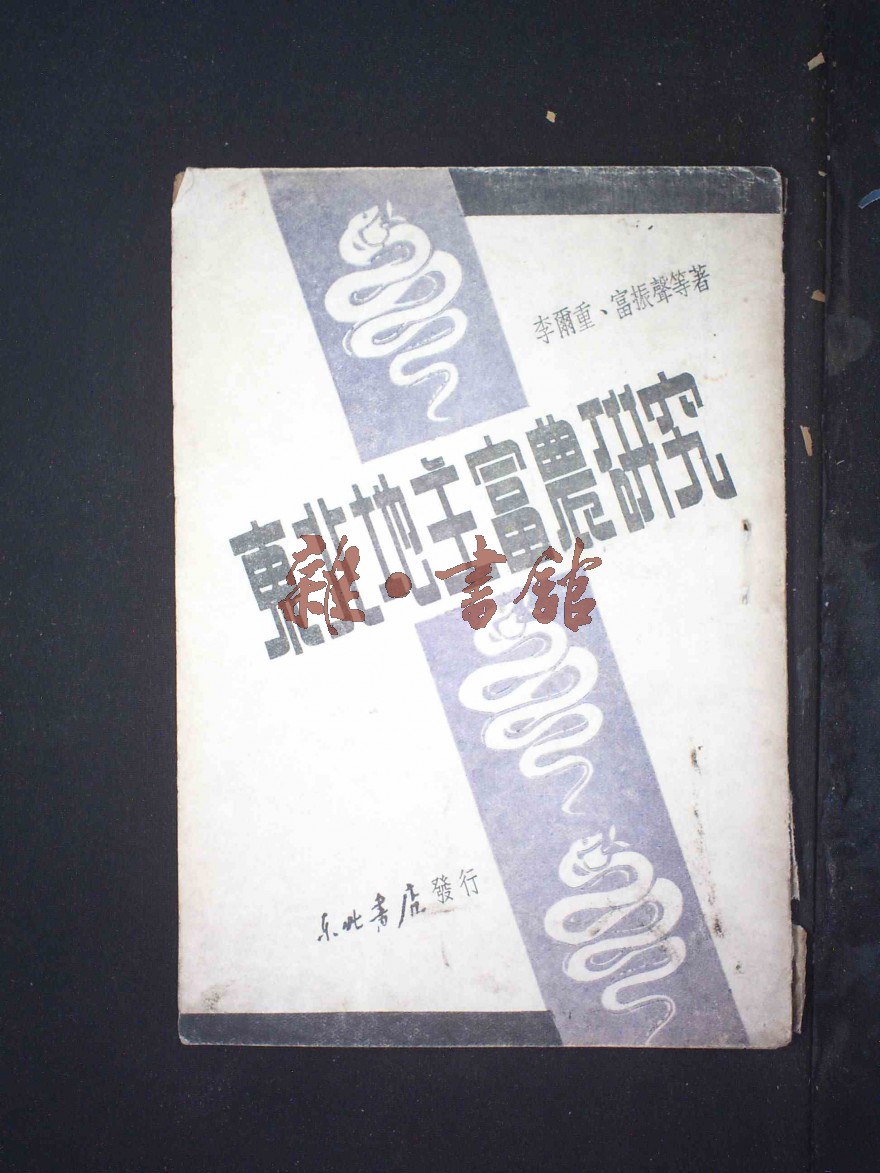 李爾重、富振聲等著
東北地主富農研究
雜·書館
东北書店發行